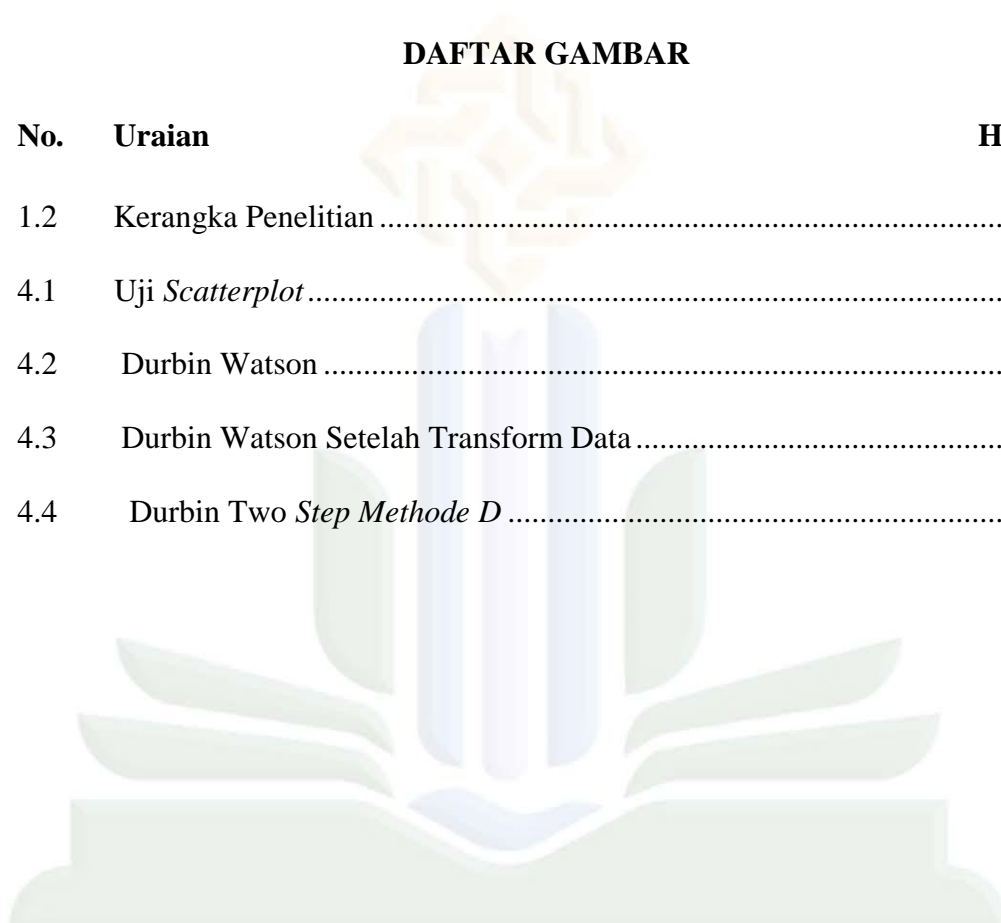 DAFTAR GAMBAR
No. Uraian H
1.2 Kerangka Penelitian ........................................................................................
4.1 Uji Scatterplot ........................................................................................
4.2 Durbin Watson ........................................................................................
4.3 Durbin Watson Setelah Transform Data ..............................................
4.4 Durbin Two Step Methode D ..............................................................